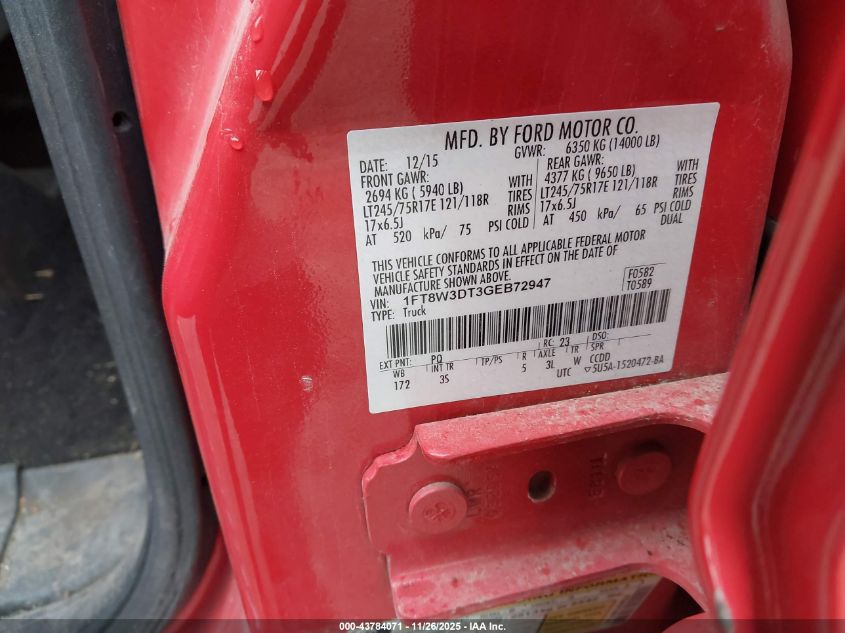 MFD. BY FORD MOTOR CO.
DATE: 12/15 GVWR: 6350 KG (14000 LB)
FRONT GAWR: REAR GAWR:
2694 KG ( 5940 LB) WITH 4377 KG ( 9650 LB) WITH
LT245/75R17E 121/118R TIRES LT245/75R17E 121/118R TIRES
17x6.5J RIMS 17x6.5J RIMS
AT 520 kPa/ 75 PSI COLD AT 450 kPa/ 65 PSI COLD
DUAL
THIS VEHICLE CONFORMS TO ALL APPLICABLE FEDERAL MOTOR
VEHICLE SAFETY STANDARDS IN EFFECT ON THE DATE OF
MANUFACTURE SHOWN ABOVE.
VIN: 1FT8W3DT3GEB72947 F0582
TYPE: Truck T0589
EXT PNT: PQ RC: 23 DSO:
WB INT TR TP/PS R AXLE TR SPR
172 3S 5 3L W CCDD
UTC ▽5U5A-1520472-BA
INFORMATION
000-43784071 - 11/26/2025 - IAA Inc.